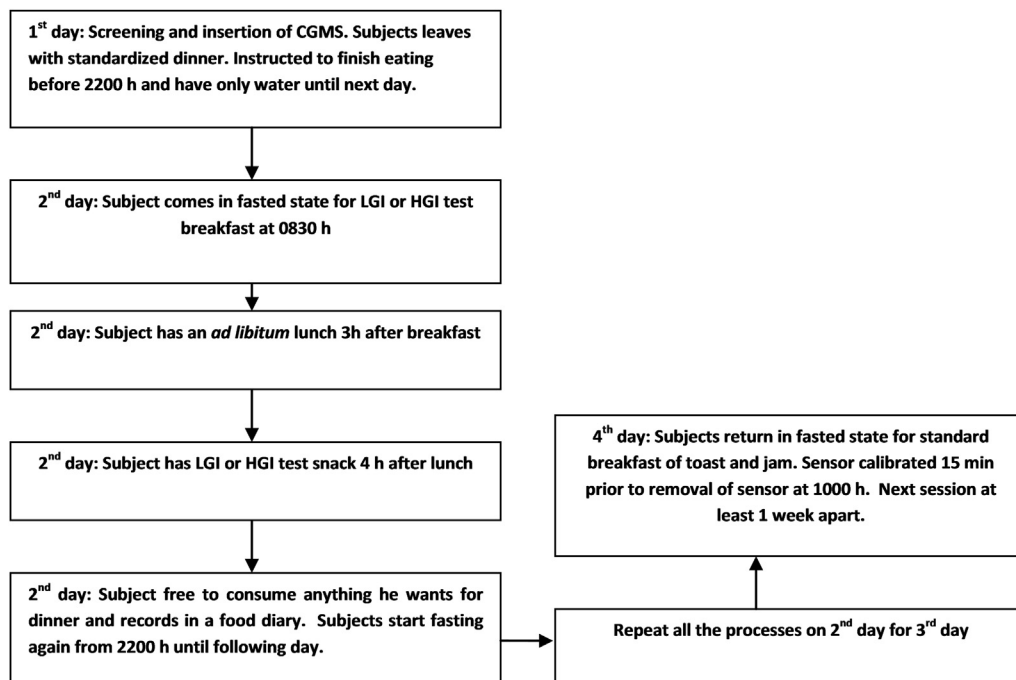 1st day: Screening and insertion of CGMS. Subjects leaves
with standardized dinner. Instructed to finish eating
before 2200 h and have only water until next day.
2nd day: Subject comes in fasted state for LGI or HGI test
breakfast at 0830 h
2nd day: Subject has an ad libitum lunch 3h after breakfast
2nd day: Subject has LGI or HGI test snack 4 h after lunch
2nd day: Subject free to consume anything he wants for
dinner and records in a food diary. Subjects start fasting
again from 2200 h until following day.
Repeat all the processes on 2nd day for 3rd day
4th day: Subjects return in fasted state for standard
breakfast of toast and jam. Sensor calibrated 15 min
prior to removal of sensor at 1000 h. Next session at
least 1 week apart.